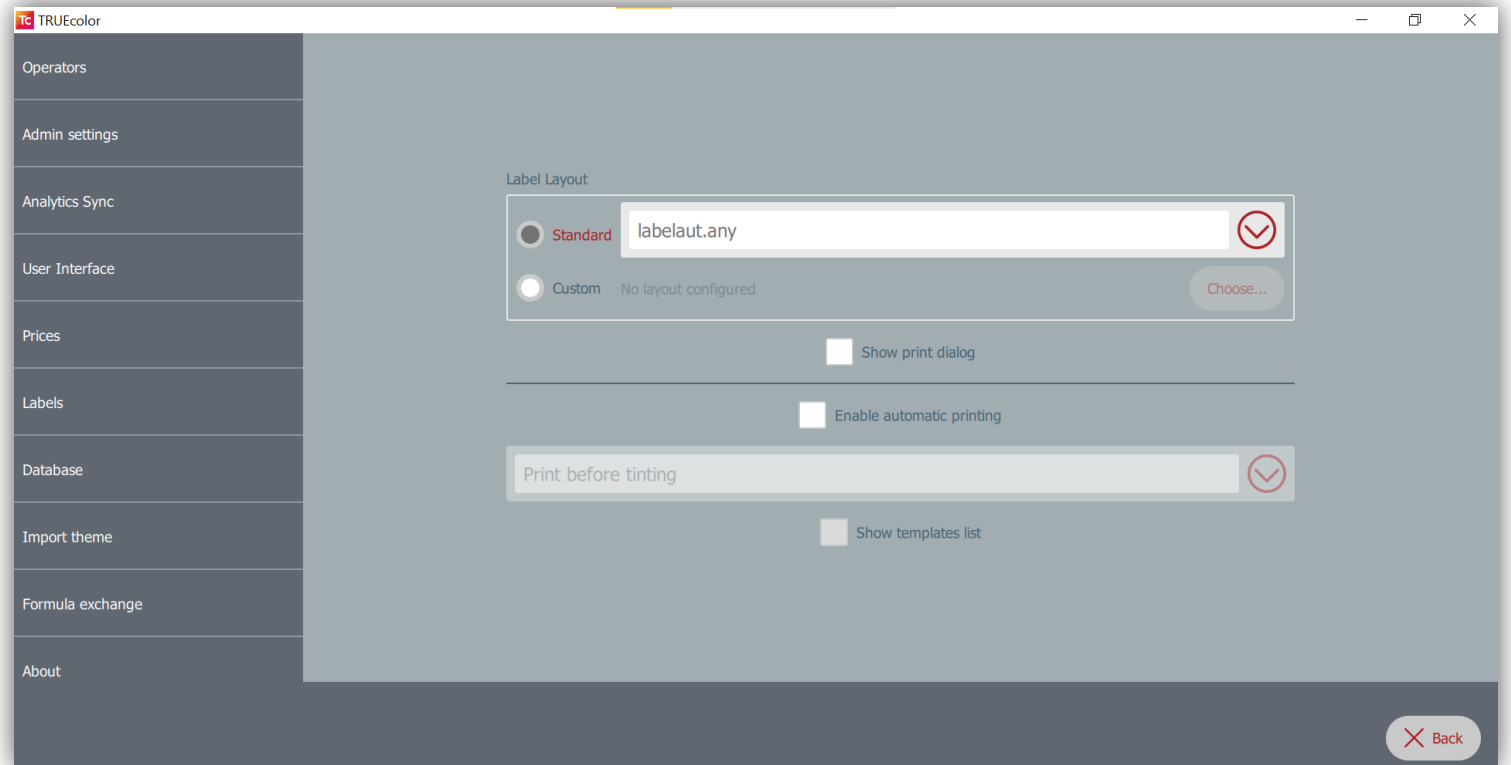 Tc TRUEcolor
Operators
Admin settings
Analytics Sync
User Interface
Prices
Labels
Database
Import theme
Formula exchange
About
Label Layout
Standard labelaut.any
Custom No layout configured Choose...
Show print dialog
Enable automatic printing
Print before tinting
Show templates list
Back